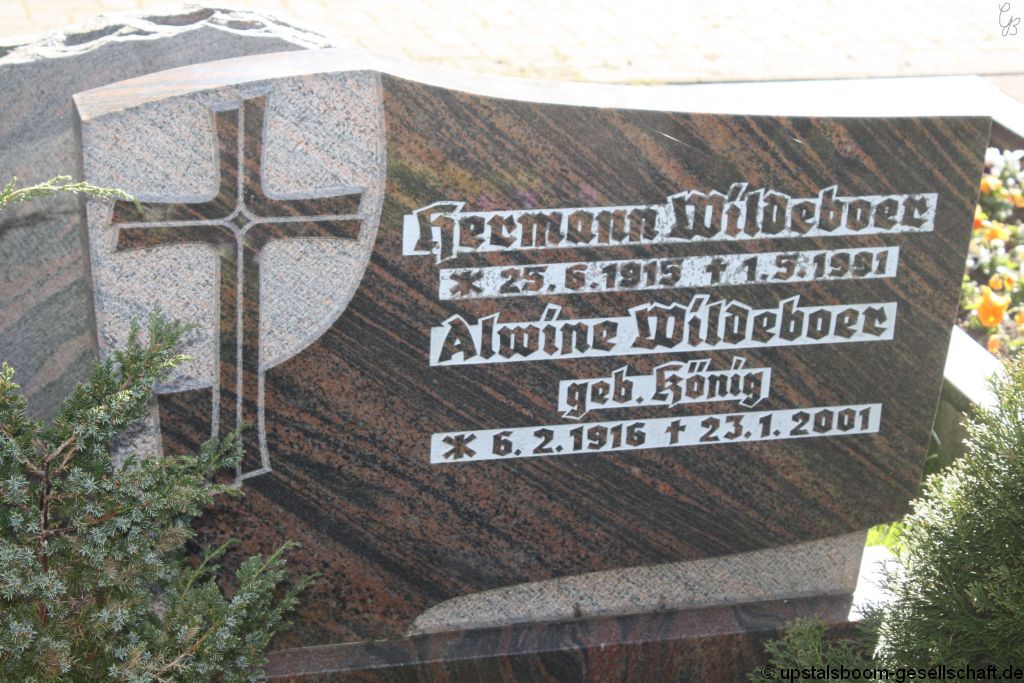 Hermann Wildeboer
* 25.6.1915 † 1.5.1991
Alwine Wildeboer
geb. König
* 6.2.1916 † 23.1.2001
© upstalsboom-gesellschaft.de